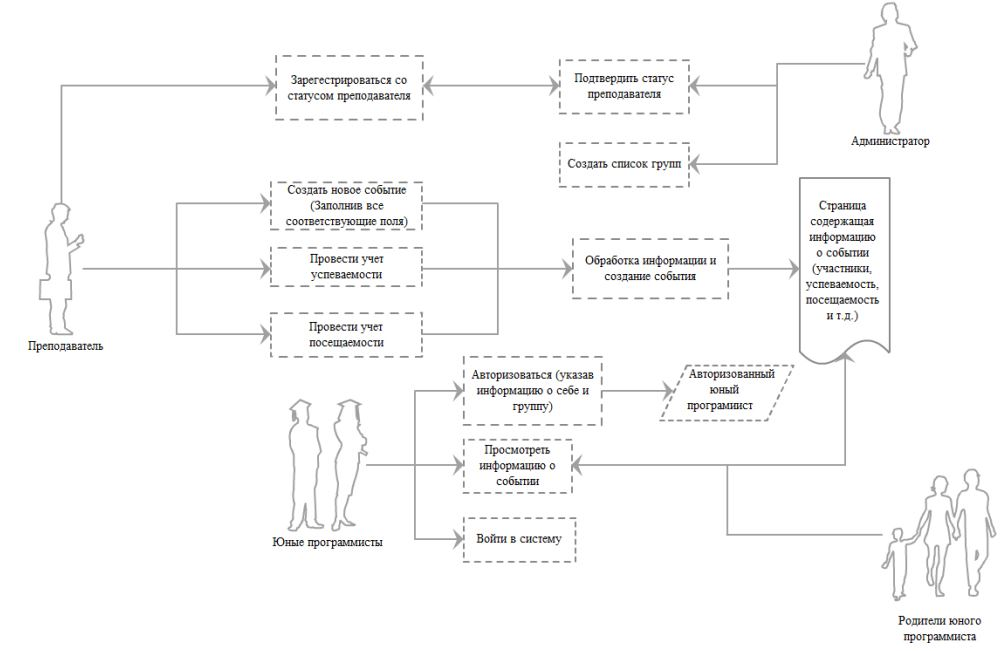 Зарегестрироваться со
статусом преподавателя
Подтвердить статус
преподавателя
Администратор
Создать список групп
Создать новое событие
(Заполнив все
соответствующие поля)
Провести учет
успеваемости
Провести учет
посещаемости
Преподаватель
Обработка информации и
создание события
Страница
содержащая
информацию
о событии
(участники,
успеваемость,
посещаемость
и т.д.)
Авторизоваться (указав
информацию о себе и
группу)
Авторизованный
юный
программист
Просмотреть
информацию о
событии
Войти в систему
Юные программисты
Родители юного
программиста